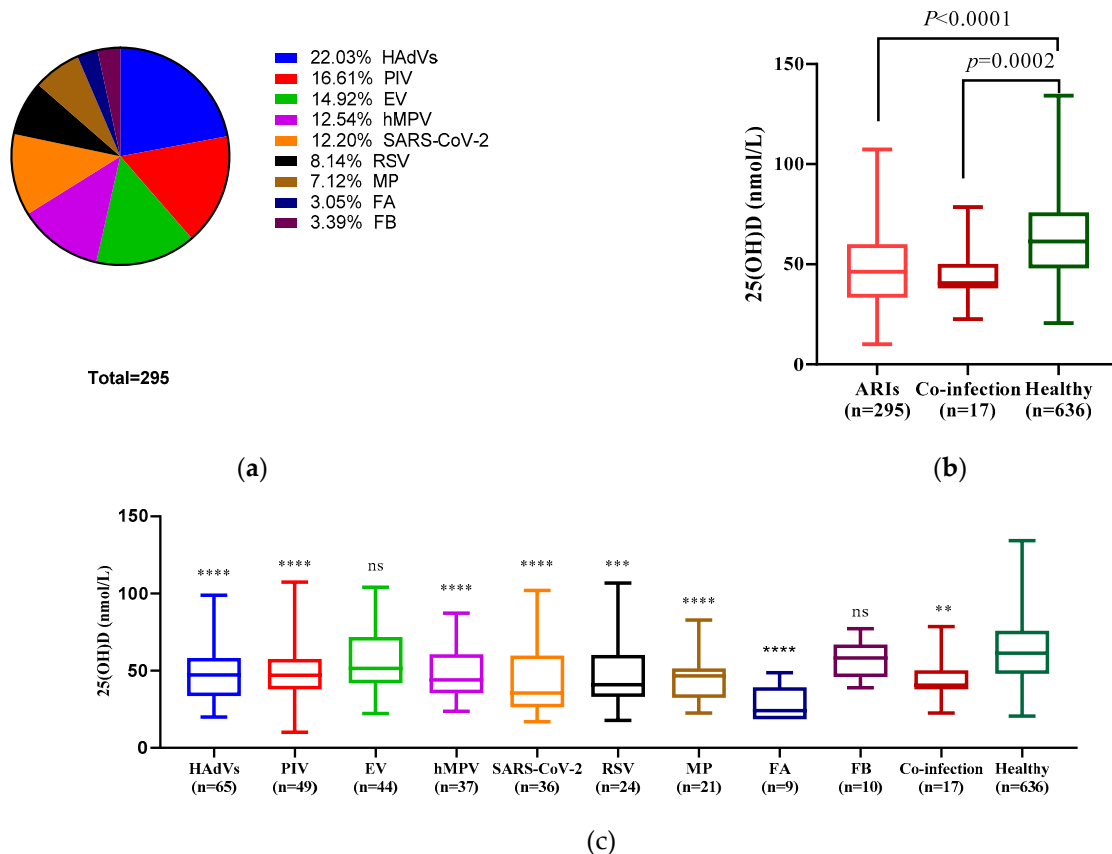 22.03% HAdVs
16.61% PIV
14.92% EV
12.54% hMPV
12.20% SARS-CoV-2
8.14% RSV
7.12% MP
3.05% FA
3.39% FB
Total=295
(a)
P<0.0001
p=0.0002
25(OH)D (nmol/L)
150
100
50
0
ARIs Co-infection Healthy
(n=295) (n=17) (n=636)
(b)
25(OH)D (nmol/L)
150
100
50
0
**** **** ns **** **** *** **** **** ns **
HAdVs PIV EV hMPV SARS-CoV-2 RSV MP FA FB Co-infection Healthy
(n=65) (n=49) (n=44) (n=37) (n=36) (n=24) (n=21) (n=9) (n=10) (n=17) (n=636)
(c)